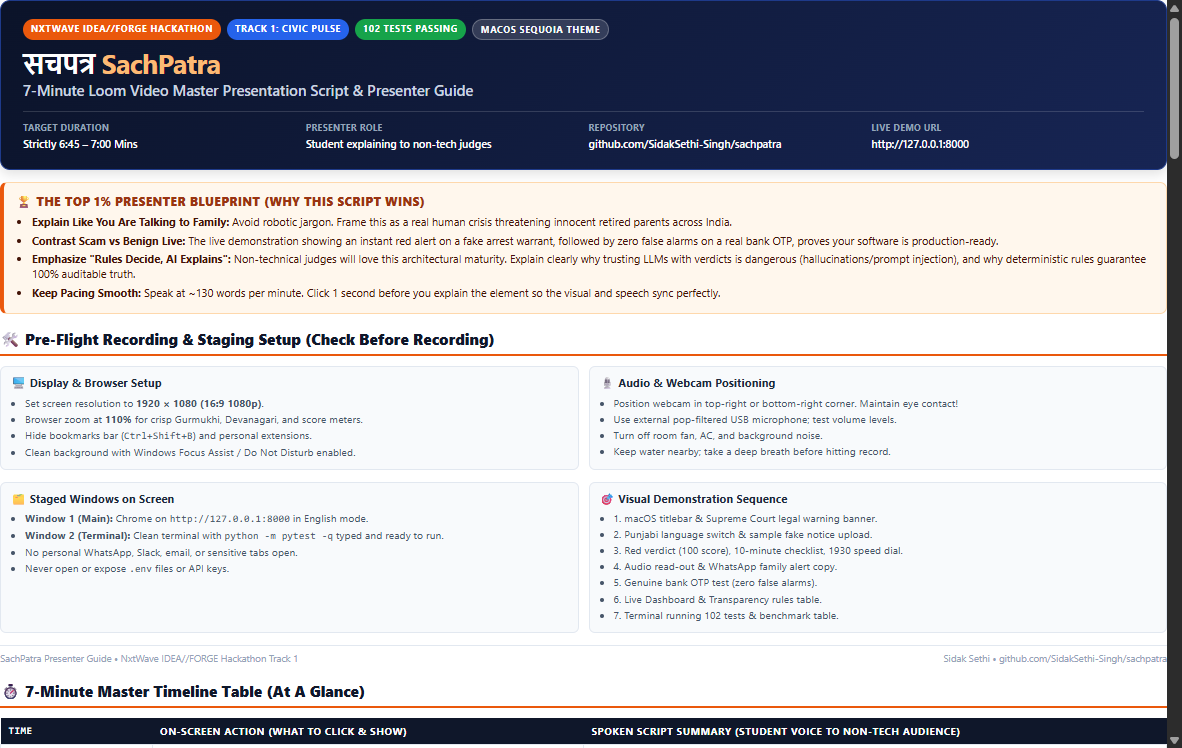 NXTWAVE IDEA//FORGE HACKATHON
TRACK 1: CIVIC PULSE
102 TESTS PASSING
MACOS SEQUOIA THEME
सचपत्र SachPatra
7-Minute Loom Video Master Presentation Script & Presenter Guide
TARGET DURATION
Strictly 6:45 – 7:00 Mins
PRESENTER ROLE
Student explaining to non-tech judges
REPOSITORY
github.com/SidakSethi-Singh/sachpatra
LIVE DEMO URL
http://127.0.0.1:8000
🏆 THE TOP 1% PRESENTER BLUEPRINT (WHY THIS SCRIPT WINS)
• Explain Like You Are Talking to Family: Avoid robotic jargon. Frame this as a real human crisis threatening innocent retired parents across India.
• Contrast Scam vs Benign Live: The live demonstration showing an instant red alert on a fake arrest warrant, followed by zero false alarms on a real bank OTP, proves your software is production-ready.
• Emphasize "Rules Decide, AI Explains": Non-technical judges will love this architectural maturity. Explain clearly why trusting LLMs with verdicts is dangerous (hallucinations/prompt injection), and why deterministic rules guarantee
100% auditable truth.
• Keep Pacing Smooth: Speak at ~130 words per minute. Click 1 second before you explain the element so the visual and speech sync perfectly.
🛠️ Pre-Flight Recording & Staging Setup (Check Before Recording)
🖥️ Display & Browser Setup
• Set screen resolution to 1920 × 1080 (16:9 1080p).
• Browser zoom at 110% for crisp Gurmukhi, Devanagari, and score meters.
• Hide bookmarks bar (Ctrl+Shift+B) and personal extensions.
• Clean background with Windows Focus Assist / Do Not Disturb enabled.
🎙️ Audio & Webcam Positioning
• Position webcam in top-right or bottom-right corner. Maintain eye contact!
• Use external pop-filtered USB microphone; test volume levels.
• Turn off room fan, AC, and background noise.
• Keep water nearby; take a deep breath before hitting record.
🗂️ Staged Windows on Screen
• Window 1 (Main): Chrome on http://127.0.0.1:8000 in English mode.
• Window 2 (Terminal): Clean terminal with python -m pytest -q typed and ready to run.
• No personal WhatsApp, Slack, email, or sensitive tabs open.
• Never open or expose .env files or API keys.
🎯 Visual Demonstration Sequence
• 1. macOS titlebar & Supreme Court legal warning banner.
• 2. Punjabi language switch & sample fake notice upload.
• 3. Red verdict (100 score), 10-minute checklist, 1930 speed dial.
• 4. Audio read-out & WhatsApp family alert copy.
• 5. Genuine bank OTP test (zero false alarms).
• 6. Live Dashboard & Transparency rules table.
• 7. Terminal running 102 tests & benchmark table.
SachPatra Presenter Guide • NxtWave IDEA//FORGE Hackathon Track 1
Sidak Sethi • github.com/SidakSethi-Singh/sachpatra
⏱️ 7-Minute Master Timeline Table (At A Glance)
TIME
ON-SCREEN ACTION (WHAT TO CLICK & SHOW)
SPOKEN SCRIPT SUMMARY (STUDENT VOICE TO NON-TECH AUDIENCE)